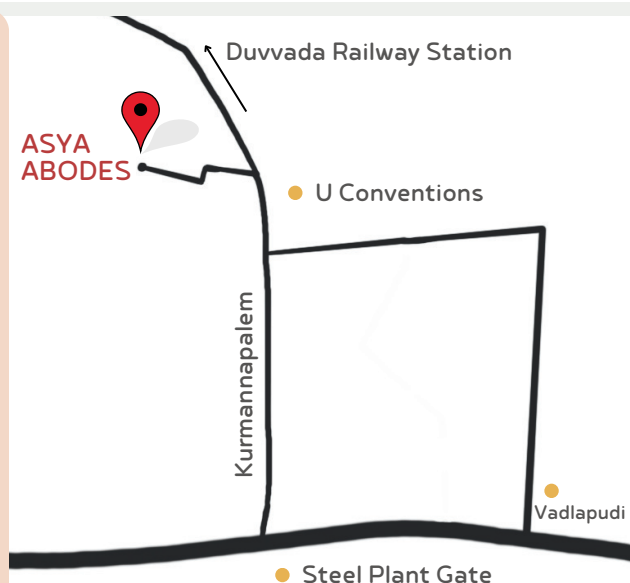 Duvvada Railway Station
ASYA
ABODES
U Conventions
Kurmannapalem
Vadlapudi
Steel Plant Gate